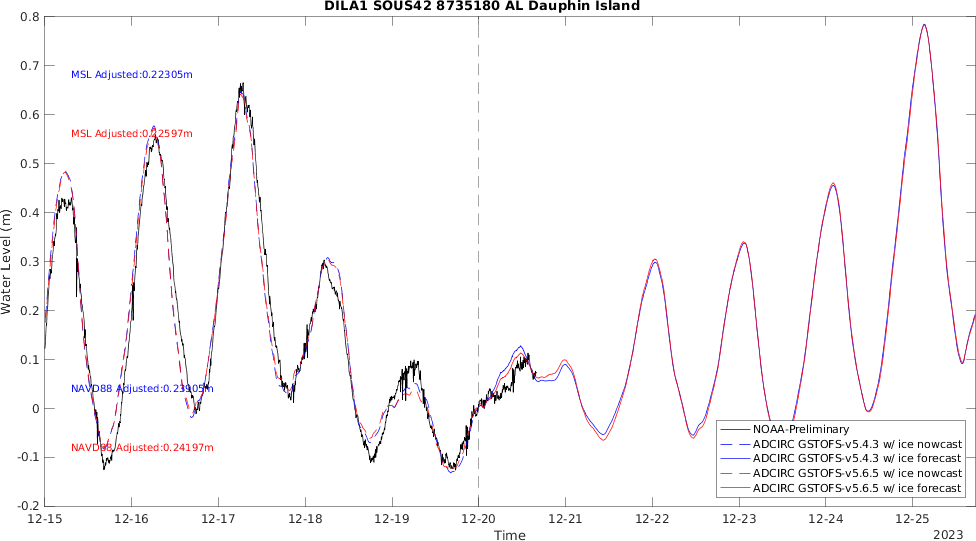 DILA1 SOUS42 8735180 AL Dauphin Island
0.8
0.7
0.6
0.5
0.4
0.3
0.2
0.1
0
-0.1
-0.2
Water Level (m)
MSL Adjusted:0.22305m
MSL Adjusted:0.22597m
NAVD88 Adjusted:0.23905m
NAVD88 Adjusted:0.24197m
NOAA-Preliminary
ADCIRC GSTOFS-v5.4.3 w/ ice nowcast
ADCIRC GSTOFS-v5.4.3 w/ ice forecast
ADCIRC GSTOFS-v5.6.5 w/ ice nowcast
ADCIRC GSTOFS-v5.6.5 w/ ice forecast
12-15 12-16 12-17 12-18 12-19 12-20 12-21 12-22 12-23 12-24 12-25
Time
2023